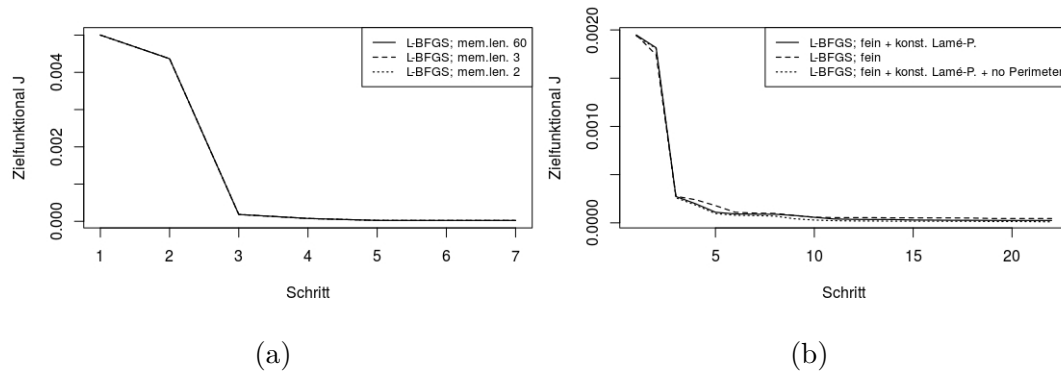 Zielfunktional J
0.004
0.002
0.000
L-BFGS; mem.len. 60
L-BFGS; mem.len. 3
L-BFGS; mem.len. 2
1 2 3 4 5 6 7
Schritt
(a)
Zielfunktional J
0.0020
0.0010
0.0000
L-BFGS; fein + konst. Lamé-P.
L-BFGS; fein
L-BFGS; fein + konst. Lamé-P. + no Perimeter
5 10 15 20
Schritt
(b)